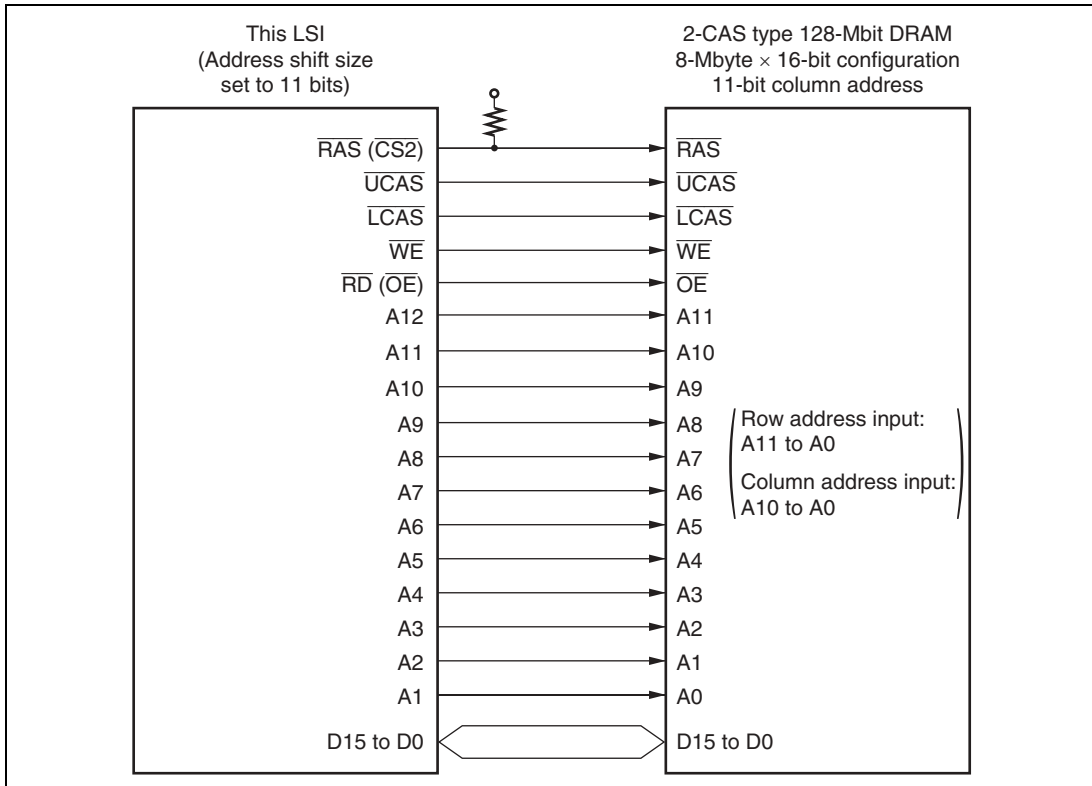 This LSI
(Address shift size
set to 11 bits)
2-CAS type 128-Mbit DRAM
8-Mbyte × 16-bit configuration
11-bit column address
RAS (CS2)
RAS
UCAS
UCAS
LCAS
LCAS
WE
WE
RD (OE)
OE
A12
A11
A11
A10
A10
A9
A9
A8
A8
A7
A7
A6
A6
A5
A5
A4
A4
A3
A3
A2
A2
A1
A1
A0
Row address input:
A11 to A0
Column address input:
A10 to A0
D15 to D0
D15 to D0